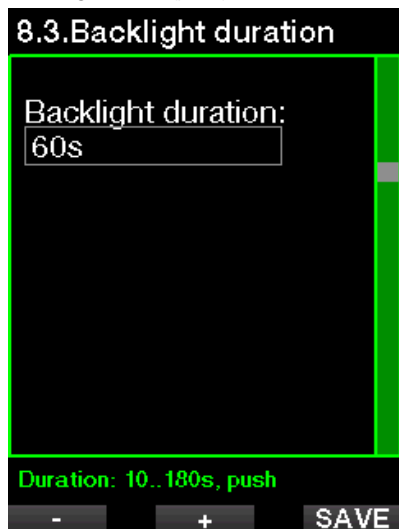 8.3.Backlight duration
Backlight duration:
60s
Duration: 10..180s, push
- + SAVE